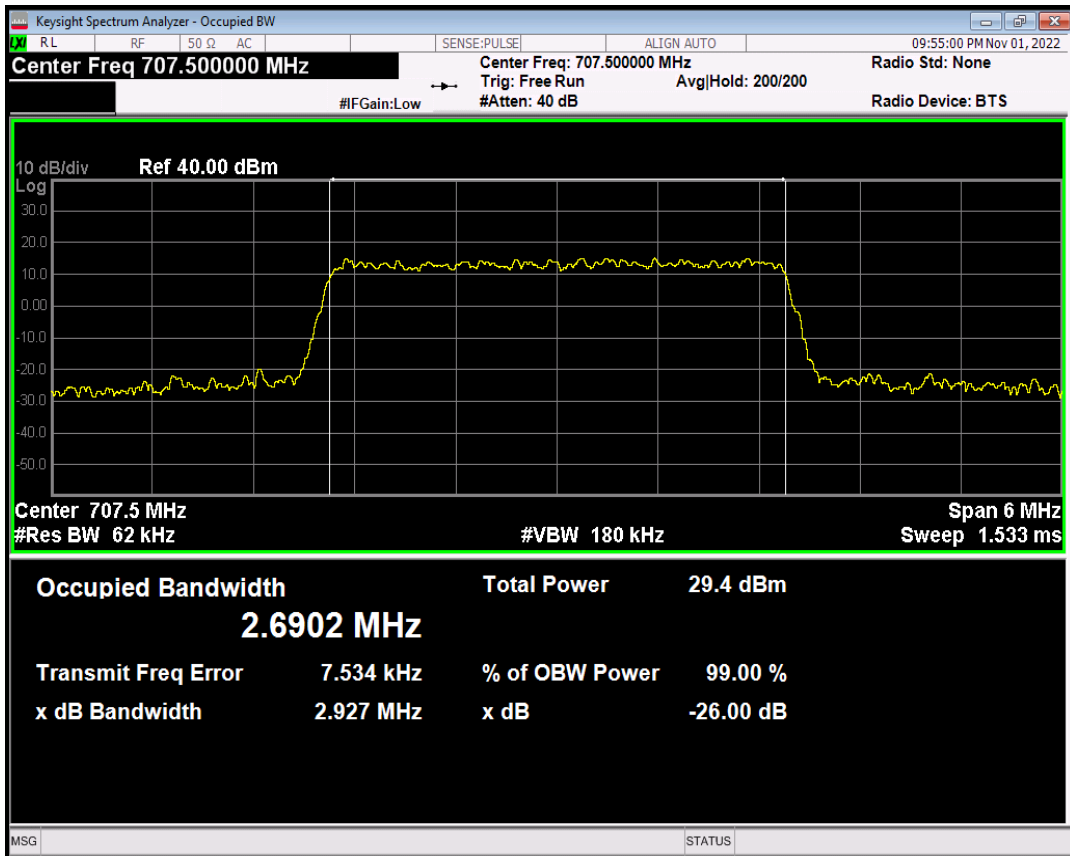 Keysight Spectrum Analyzer - Occupied BW
LXI RL RF 50 Ω AC SENSE:PULSE ALIGN AUTO 09:55:00 PM Nov 01, 2022
Center Freq 707.500000 MHz Center Freq: 707.500000 MHz Radio Std: None
Trig: Free Run Avg|Hold: 200/200
#IFGain:Low #Atten: 40 dB Radio Device: BTS
10 dB/div Ref 40.00 dBm
Log
30.0
20.0
10.0
0.00
-10.0
-20.0
-30.0
-40.0
-50.0
Center 707.5 MHz Span 6 MHz
#Res BW 62 kHz #VBW 180 kHz Sweep 1.533 ms
Occupied Bandwidth Total Power 29.4 dBm
2.6902 MHz
Transmit Freq Error 7.534 kHz % of OBW Power 99.00 %
x dB Bandwidth 2.927 MHz x dB -26.00 dB
MSG STATUS